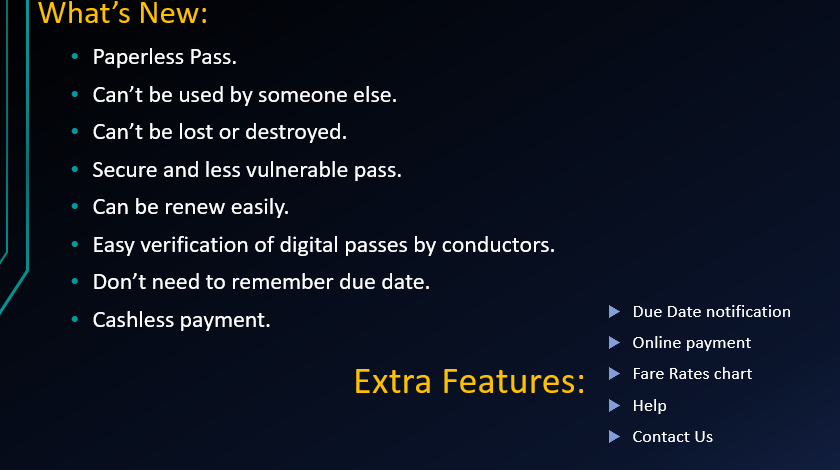 What’s New:
Paperless Pass.
Can’t be used by someone else.
Can’t be lost or destroyed.
Secure and less vulnerable pass.
Can be renew easily.
Easy verification of digital passes by conductors.
Don’t need to remember due date.
Cashless payment.
Extra Features:
Due Date notification
Online payment
Fare Rates chart
Help
Contact Us